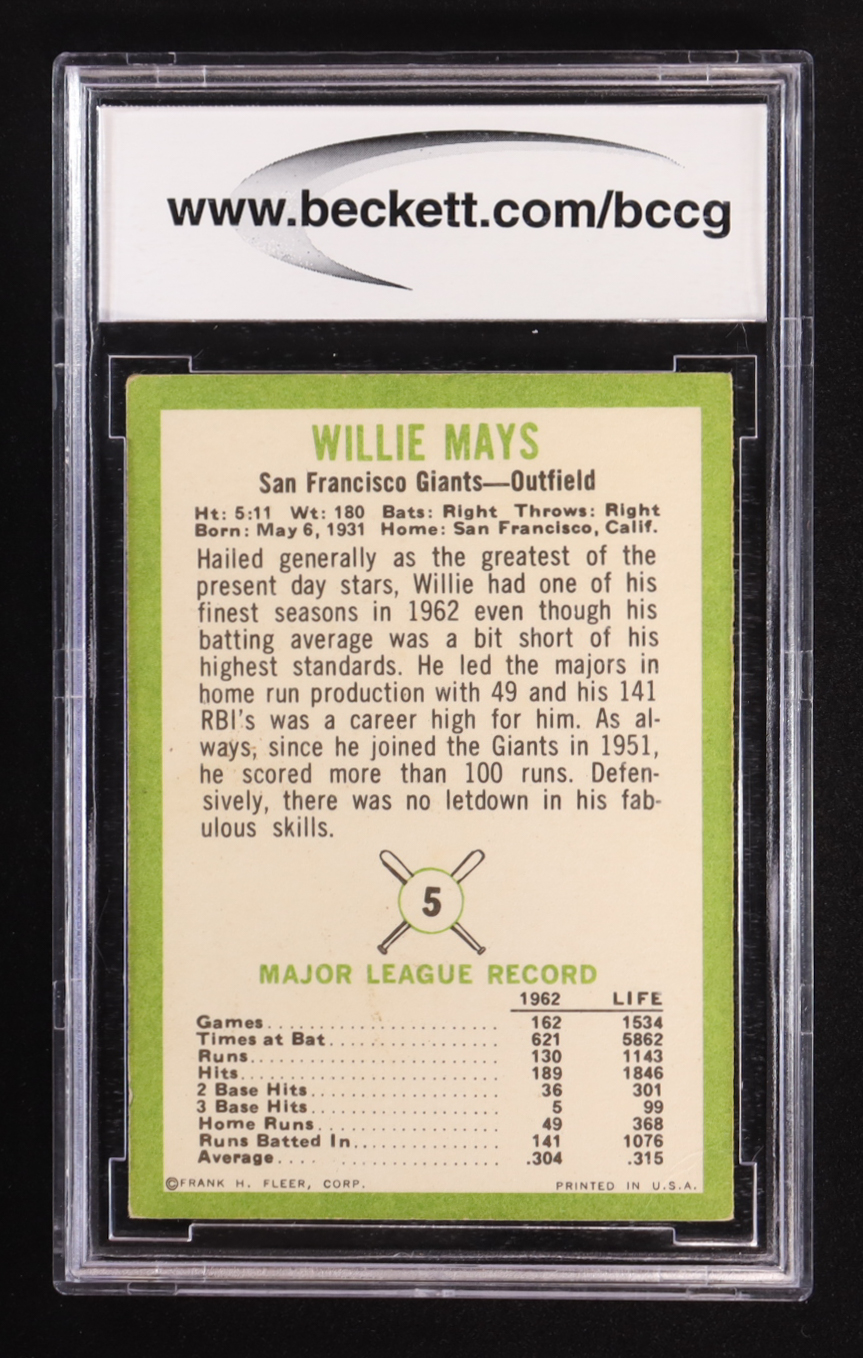 www.beckett.com/bccg
WILLIE MAYS
San Francisco Giants—Outfield
Ht: 5:11 Wt: 180 Bats: Right Throws: Right
Born: May 6, 1931 Home: San Francisco, Calif.
Hailed generally as the greatest of the
present day stars, Willie had one of his
finest seasons in 1962 even though his
batting average was a bit short of his
highest standards. He led the majors in
home run production with 49 and his 141
RBI's was a career high for him. As al-
ways, since he joined the Giants in 1951,
he scored more than 100 runs. Defen-
sively, there was no letdown in his fab-
ulous skills.
5
MAJOR LEAGUE RECORD
1962 LIFE
Games 162 1534
Times at Bat 621 5862
Runs 130 1143
Hits 189 1846
2 Base Hits 36 301
3 Base Hits 5 99
Home Runs 49 368
Runs Batted In 141 1076
Average .304 .315
©FRANK H. FLEER, CORP. PRINTED IN U.S.A.